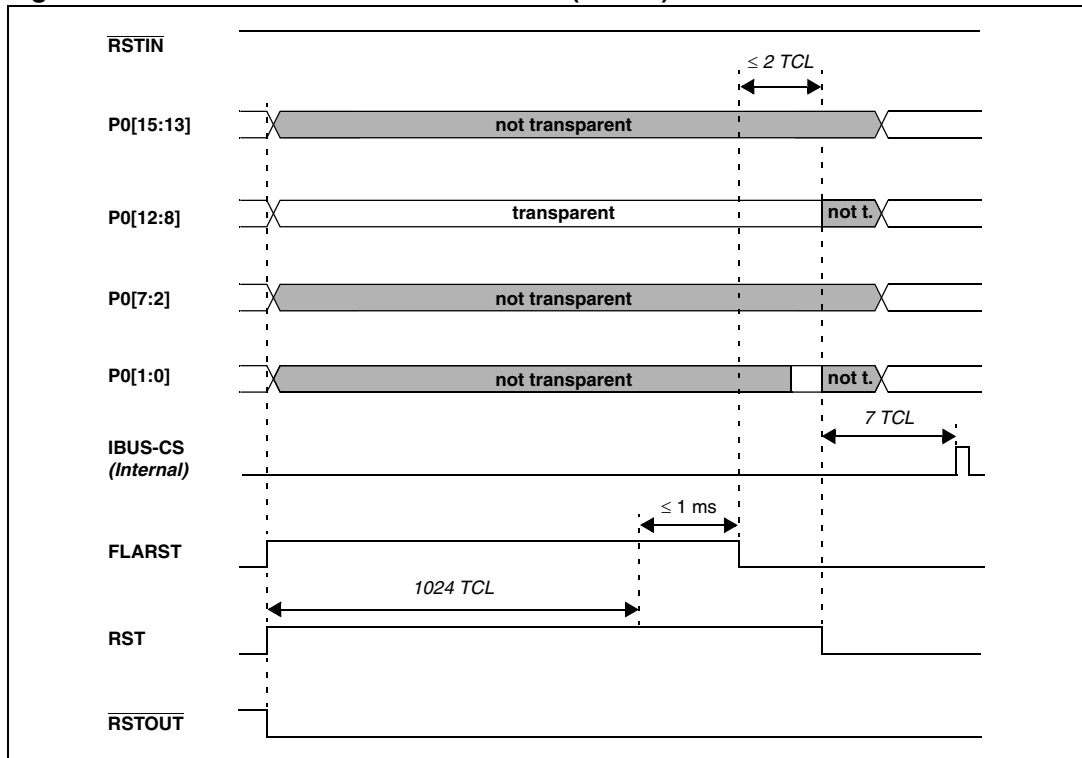 RSTIN
≤ 2 TCL
P0[15:13]
not transparent
P0[12:8]
transparent
not t.
P0[7:2]
not transparent
P0[1:0]
not transparent
not t.
7 TCL
IBUS-CS
(Internal)
≤ 1 ms
FLARST
1024 TCL
RST
RSTOUT